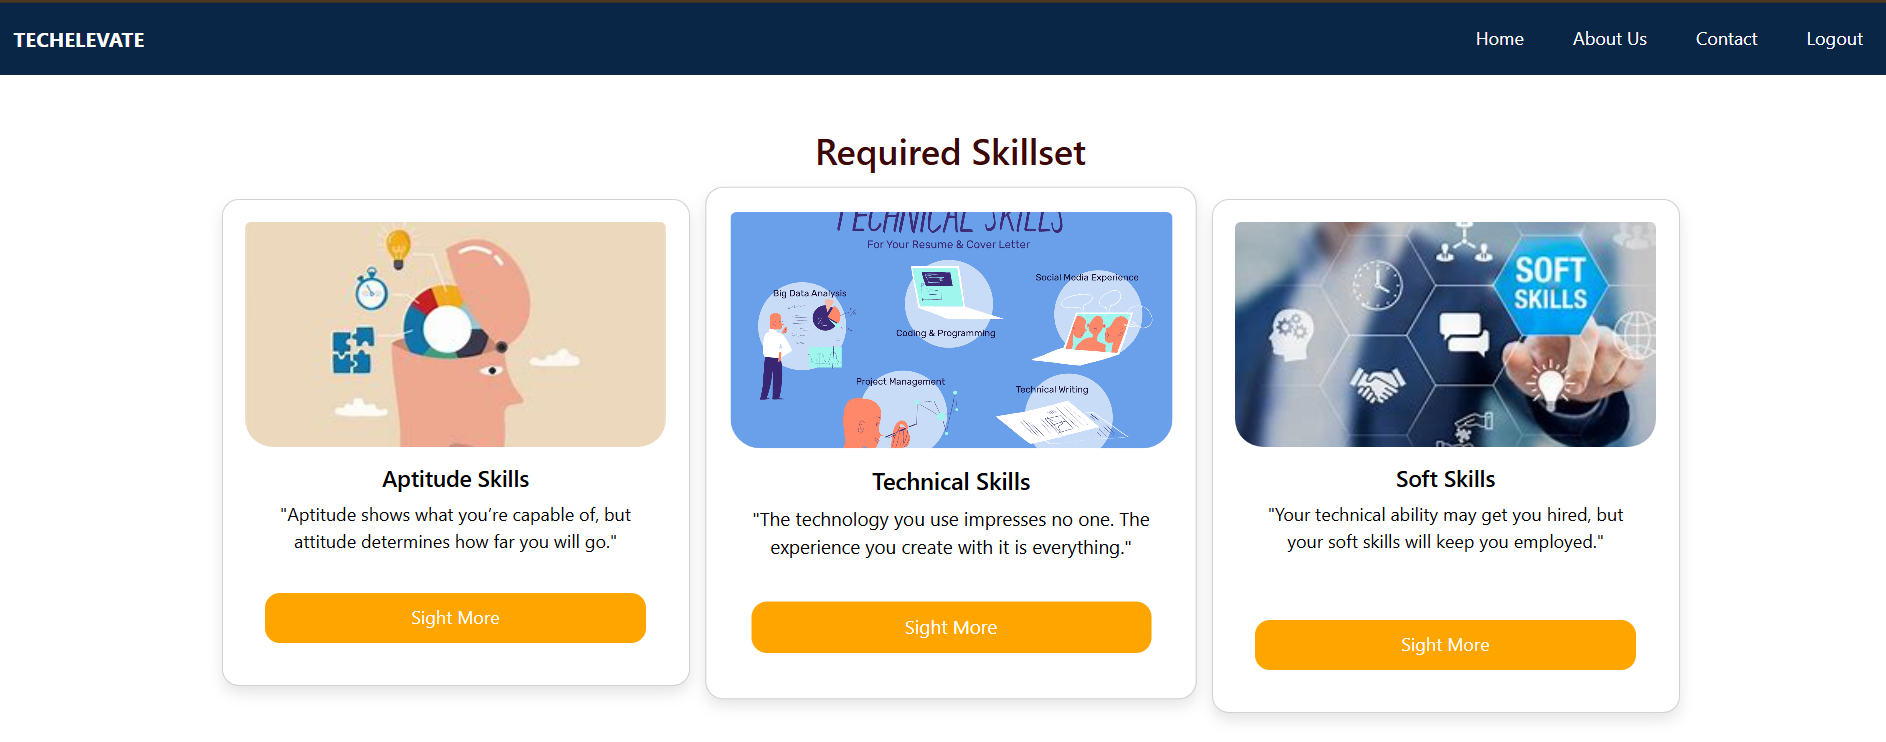 TECHELEVATE
Home
About Us
Contact
Logout
Required Skillset
Aptitude Skills
"Aptitude shows what you’re capable of, but
attitude determines how far you will go."
Sight More
TECHNICAL SKILLS
For Your Resume & Cover Letter
Big Data Analysis
Coding & Programming
Social Media Experience
Project Management
Technical Writing
Technical Skills
"The technology you use impresses no one. The
experience you create with it is everything."
Sight More
SOFT
SKILLS
Soft Skills
"Your technical ability may get you hired, but
your soft skills will keep you employed."
Sight More